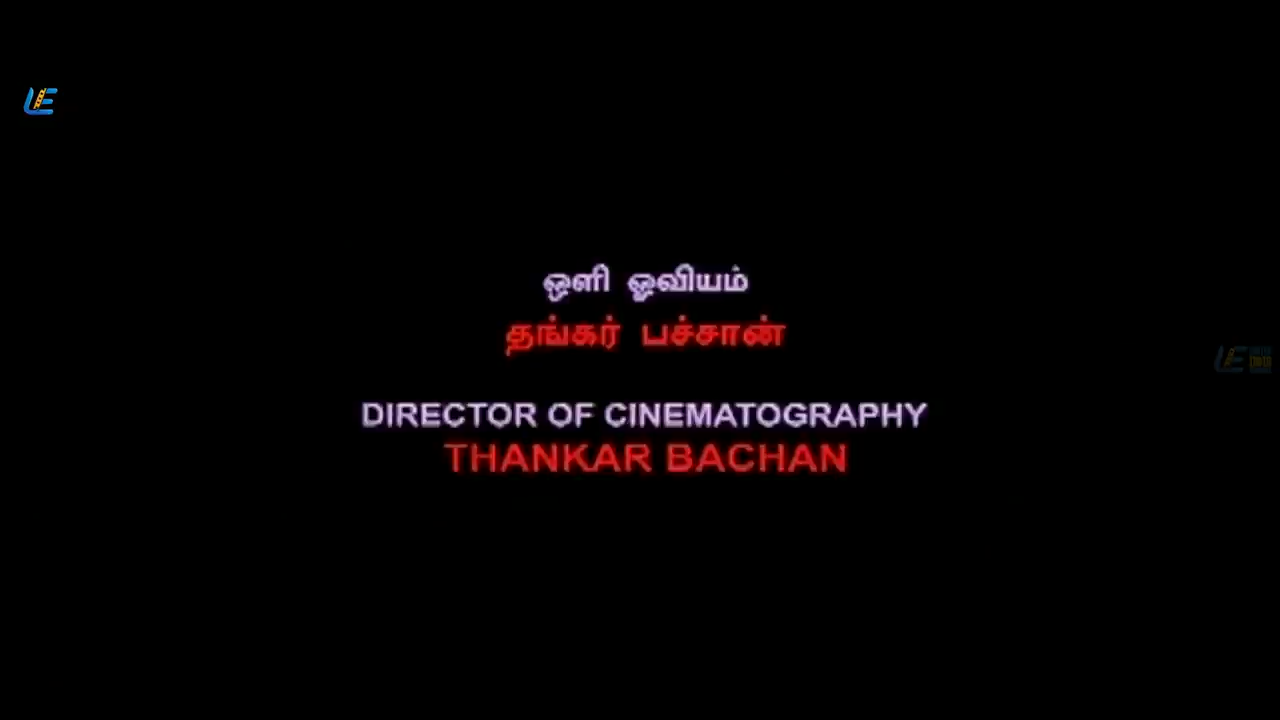 ஒளி ஓவியம்
தங்கர் பச்சான்
DIRECTOR OF CINEMATOGRAPHY
THANKAR BACHAN